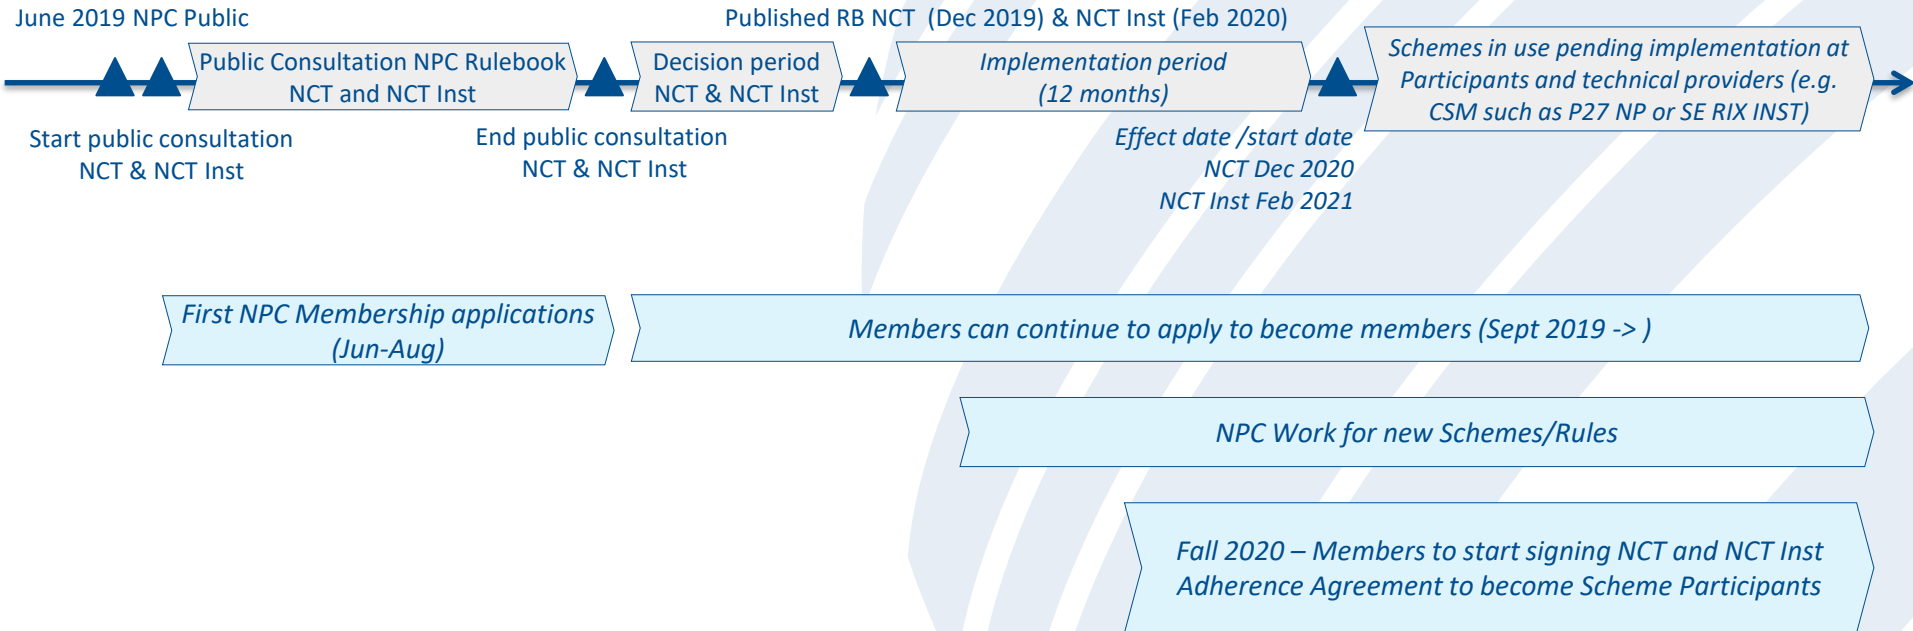 June 2019 NPC Public
Published RB NCT (Dec 2019) & NCT Inst (Feb 2020)
Public Consultation NPC Rulebook
NCT and NCT Inst
Decision period
NCT & NCT Inst
Implementation period
(12 months)
Schemes in use pending implementation at
Participants and technical providers (e.g.
CSM such as P27 NP or SE RIX INST)
Start public consultation
NCT & NCT Inst
End public consultation
NCT & NCT Inst
Effect date /start date
NCT Dec 2020
NCT Inst Feb 2021
First NPC Membership applications
(Jun-Aug)
Members can continue to apply to become members (Sept 2019 -> )
NPC Work for new Schemes/Rules
Fall 2020 – Members to start signing NCT and NCT Inst
Adherence Agreement to become Scheme Participants